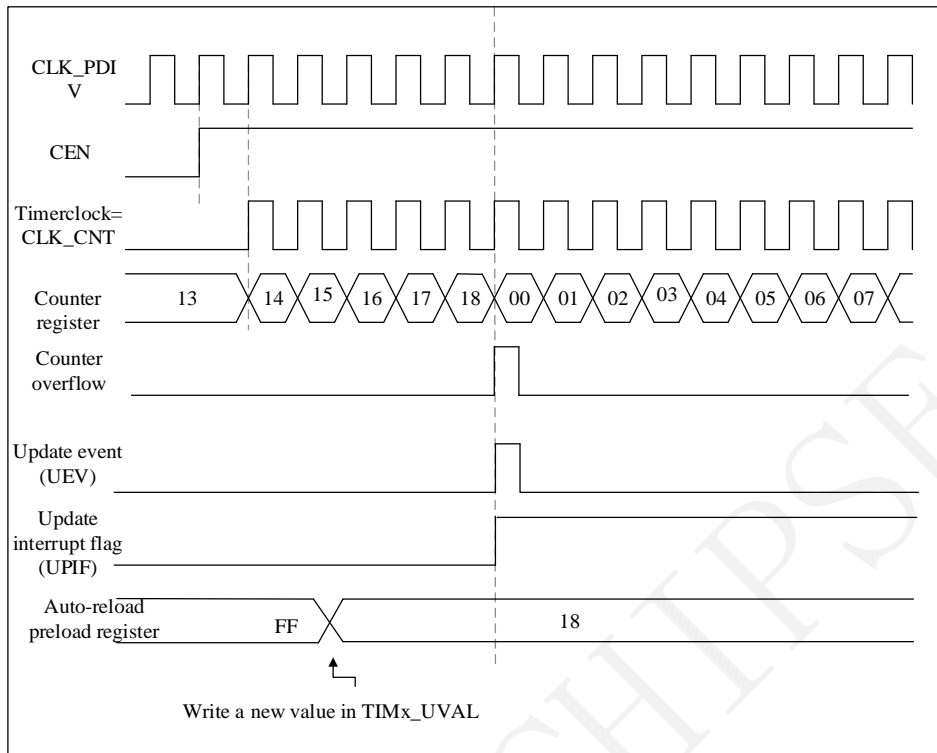 CLK_PDI
V
CEN
Timerclock=
CLK_CNT
Counter
register
13 14 15 16 17 18 00 01 02 03 04 05 06 07
Counter
overflow
Update event
(UEV)
Update
interrupt flag
(UPIF)
Auto-reload
preload register
FF 18
Write a new value in TIMx_UVAL
CHIPSE